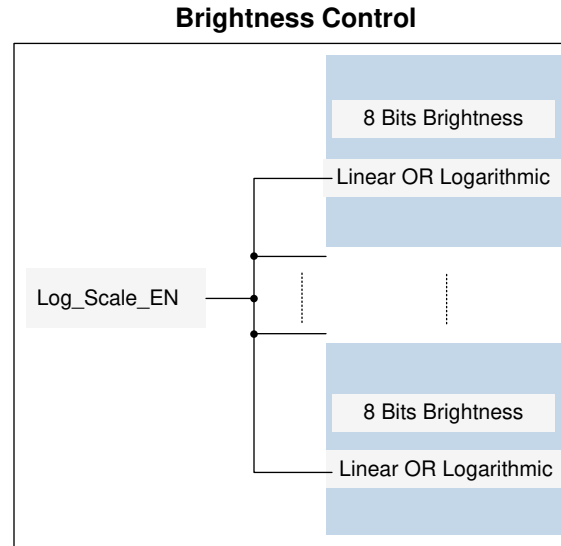 Brightness Control
8 Bits Brightness
Linear OR Logarithmic
Log_Scale_EN
8 Bits Brightness
Linear OR Logarithmic